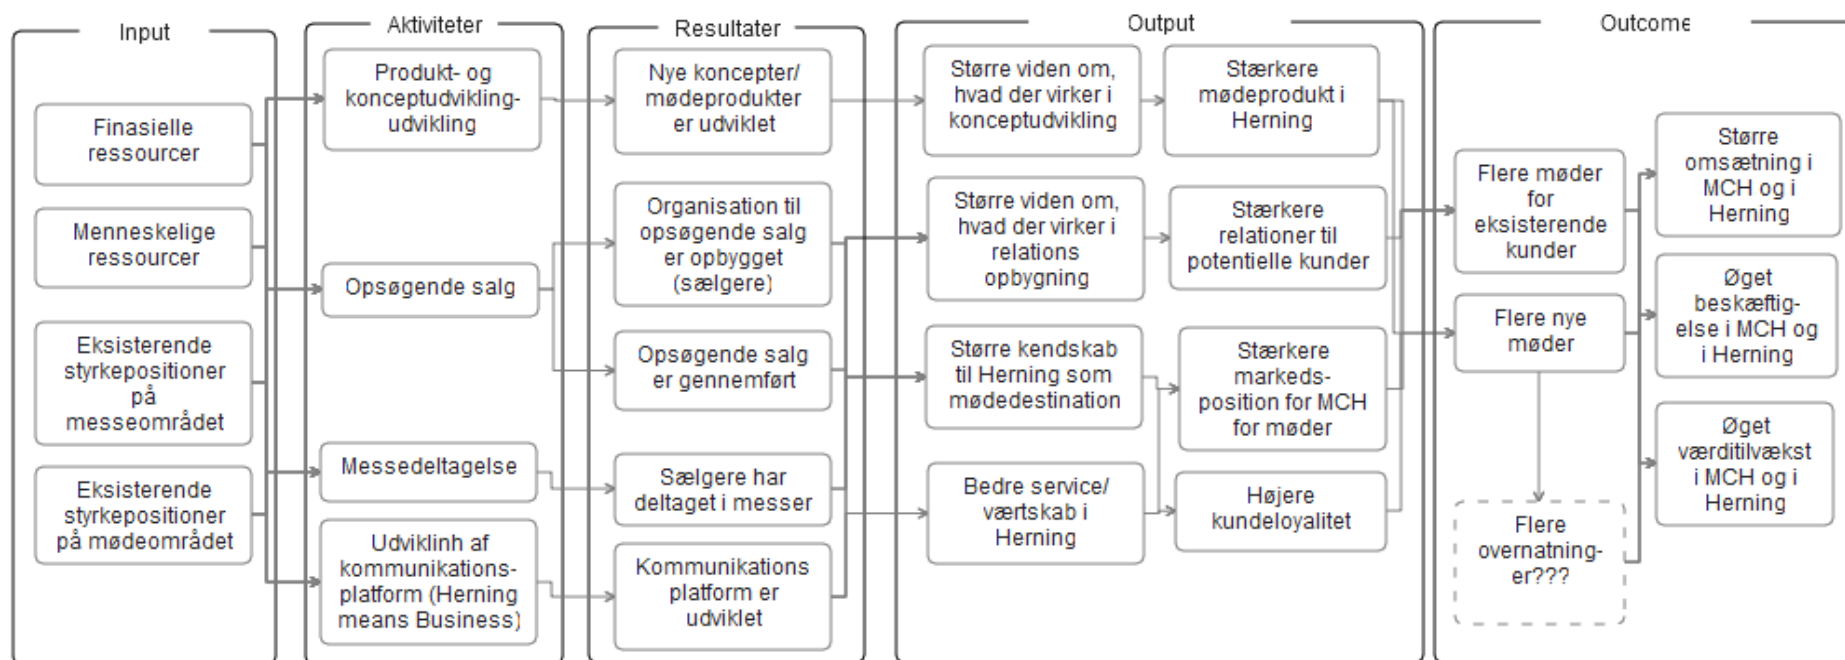 Input
Finasielle
ressourcer
Menneskelige
ressourcer
Eksisterende
styrkepositioner
på
messeområdet
Eksisterende
styrkepositioner
på mødeområdet
Aktiviteter
Produkt- og
konceptudvikling-
udvikling
Opsøgende salg
Messedeltagelse
Udviklinh af
kommunikations-
platform (Herning
means Business)
Resultater
Nye koncepter/
mødeprodukter
er udviklet
Organisation til
opsøgende salg
er opbygget
(sælgere)
Opsøgende salg
er gennemført
Sælgere har
deltaget i messer
Kommunikations
platform er
udviklet
Output
Større viden om,
hvad der virker i
konceptudvikling
Større viden om,
hvad der virker i
relations
opbygning
Større kendskab
til Herning som
mødedestination
Bedre service/
værtskab i
Herning
Stærkere
mødeprodukt i
Herning
Stærkere
relationer til
potentielle kunder
Stærkere
markeds-
position for MCH
for møder
Højere
kundeloyalitet
Outcome
Flere møder
for
eksisterende
kunder
Flere nye
møder
Flere
overnatning-
er???
Større
omsætning i
MCH og i
Herning
Øget
beskæftig-
else i MCH og
i Herning
Øget
værditilvækst
i MCH og i
Herning